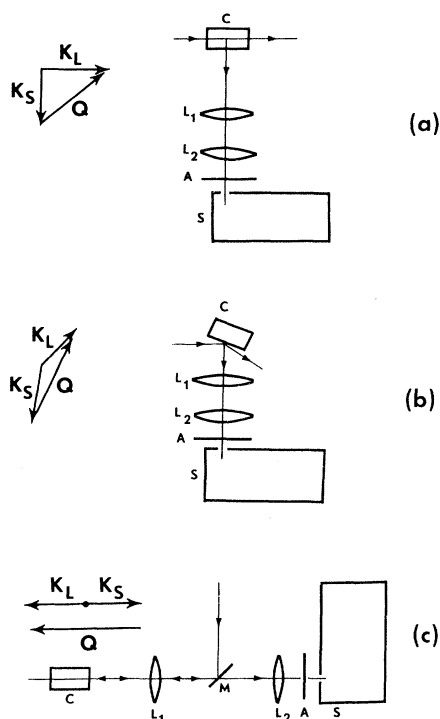 C
K_L
K_S
Q
L_1
L_2
A
S
(a)
C
K_L
K_S
Q
L_1
L_2
A
S
(b)
K_L K_S
Q
C
L_1
M
L_2
A
S
(c)